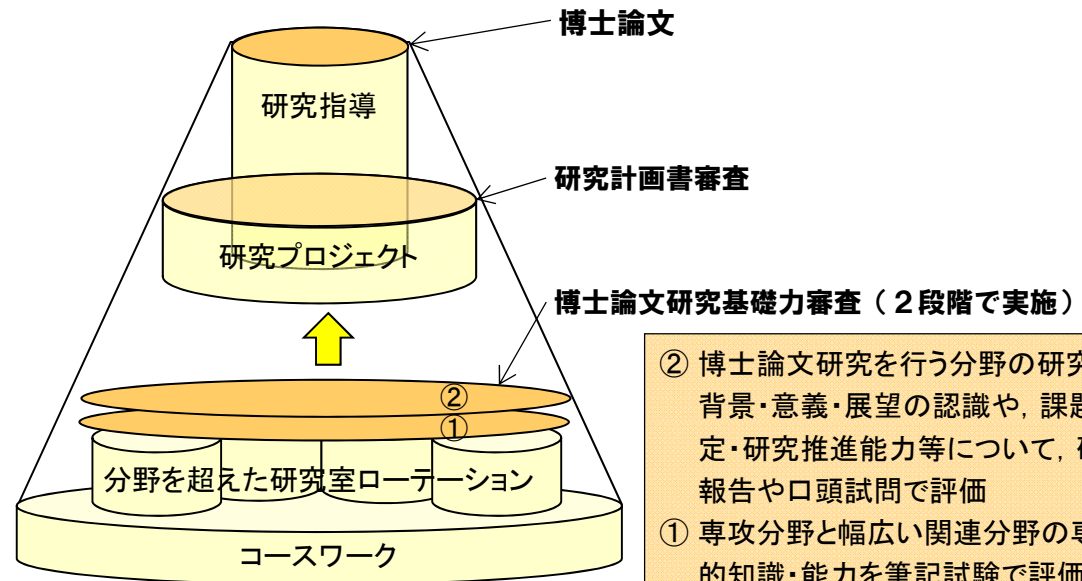 博士論文
研究指導
研究計画書審査
研究プロジェクト
博士論文研究基礎力審査（２段階で実施）
②
①
分野を超えた研究室ローテーション
コースワーク
② 博士論文研究を行う分野の研究
背景・意義・展望の認識や，課題
定・研究推進能力等について，
報告や口頭試問で評価
① 専攻分野と幅広い関連分野の専
的知識・能力を筆記試験で評価